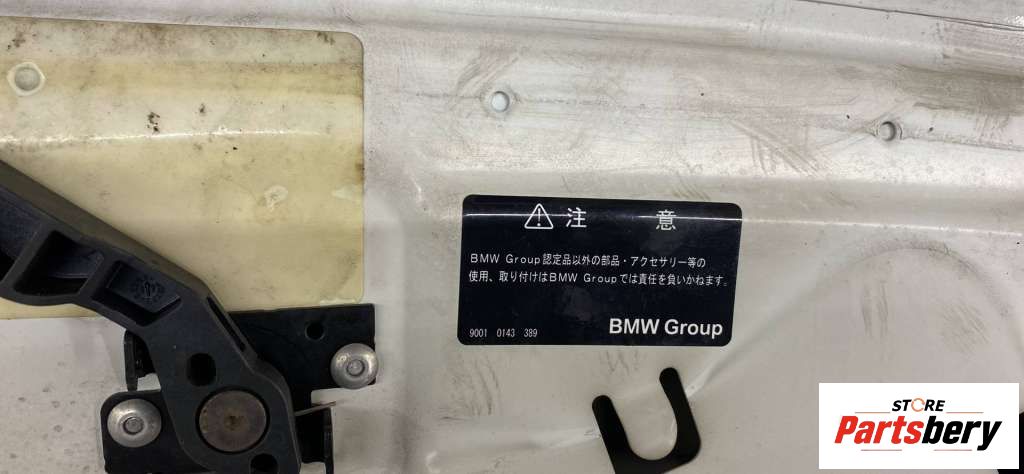 注 意
BMW Group認定品以外の部品・アクセサリー等の
使用、取り付けはBMW Groupでは責任を負いかねます。
9001 0143 389
BMW Group
STORE
Partsbery